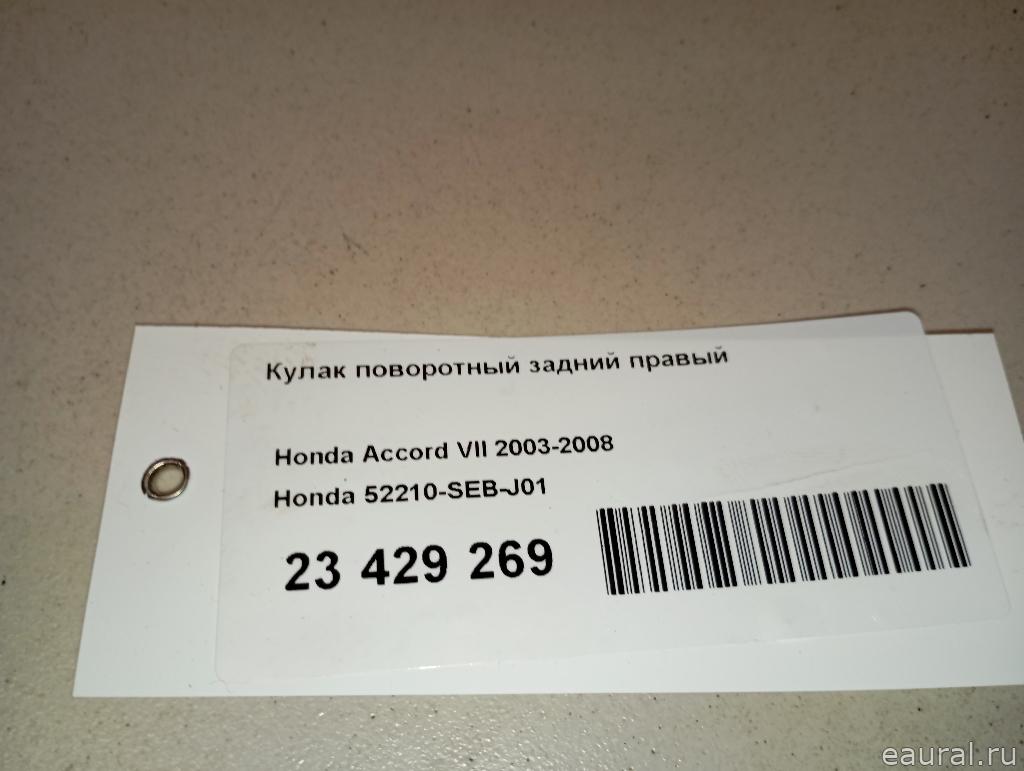 Кулак поворотный задний правый
Honda Accord VII 2003-2008
Honda 52210-SEB-J01
23 429 269
eaural.ru